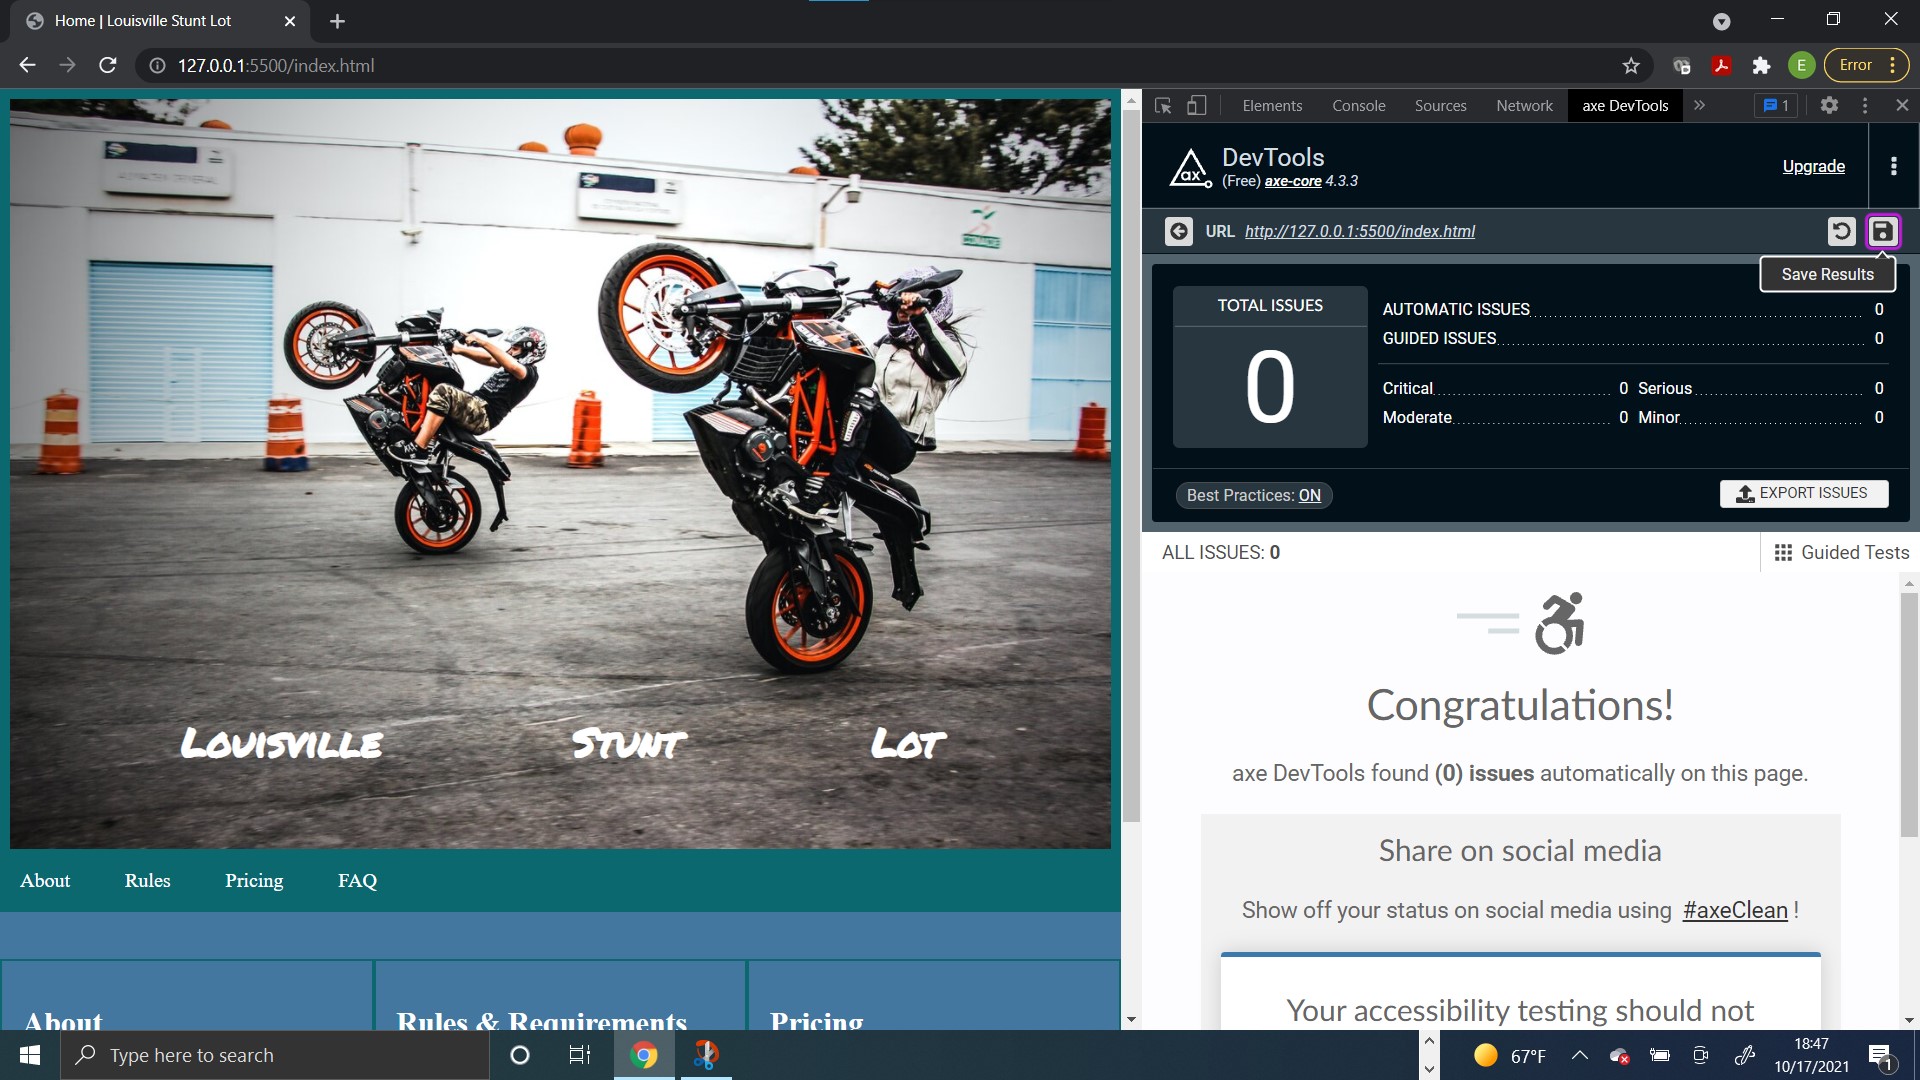 Home | Louisville Stunt Lot
127.0.0.1:5500/index.html
E
Error
Elements Console Sources Network axe DevTools 1
ax
DevTools
(Free) axe-core 4.3.3
Upgrade
URL http://127.0.0.1:5500/index.html
Save Results
TOTAL ISSUES
0
AUTOMATIC ISSUES 0
GUIDED ISSUES 0
Critical 0 Serious 0
Moderate 0 Minor 0
Best Practices: ON
EXPORT ISSUES
ALL ISSUES: 0
Guided Tests
Congratulations!
axe DevTools found (0) issues automatically on this page.
Share on social media
Show off your status on social media using #axeClean !
Your accessibility testing should not
Louisville Stunt Lot
About Rules Pricing FAQ
About Rules & Requirements Pricing
Type here to search
67°F
18:47
10/17/2021
1